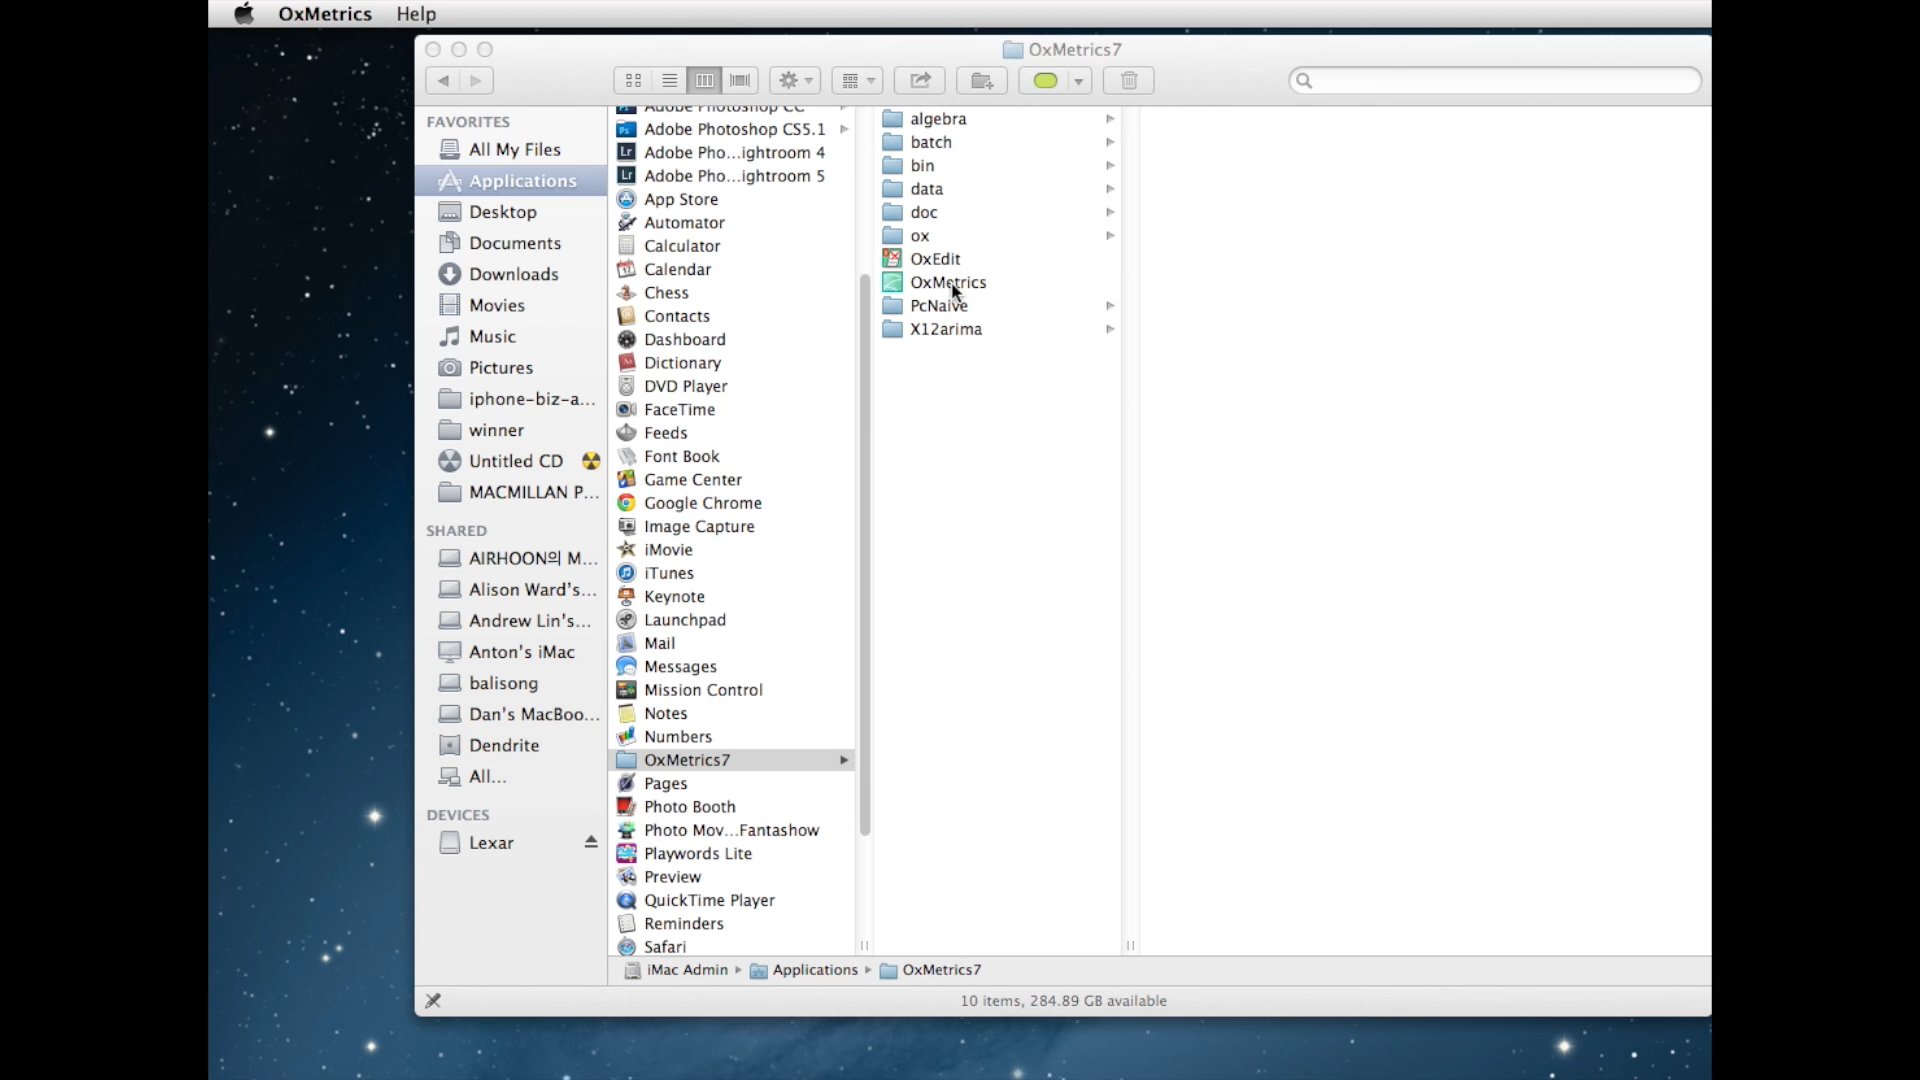 OxMetrics Help
OxMetrics7
FAVORITES
All My Files
Applications
Desktop
Documents
Downloads
Movies
Music
Pictures
iphone-biz-a...
winner
Untitled CD
MACMILLAN P...
SHARED
AIRHOON의 M...
Alison Ward's...
Andrew Lin's...
Anton's iMac
balisong
Dan's MacBoo...
Dendrite
All...
DEVICES
Lexar
Adobe Photoshop CC
Adobe Photoshop CS5.1
Adobe Pho...ightroom 4
Adobe Pho...ightroom 5
App Store
Automator
Calculator
Calendar
Chess
Contacts
Dashboard
Dictionary
DVD Player
FaceTime
Feeds
Font Book
Game Center
Google Chrome
Image Capture
iMovie
iTunes
Keynote
Launchpad
Mail
Messages
Mission Control
Notes
Numbers
OxMetrics7
Pages
Photo Booth
Photo Mov...Fantashow
Playwords Lite
Preview
QuickTime Player
Reminders
Safari
algebra
batch
bin
data
doc
ox
OxEdit
OxMetrics
PcNaive
X12arima
iMac Admin Applications OxMetrics7
10 items, 284.89 GB available